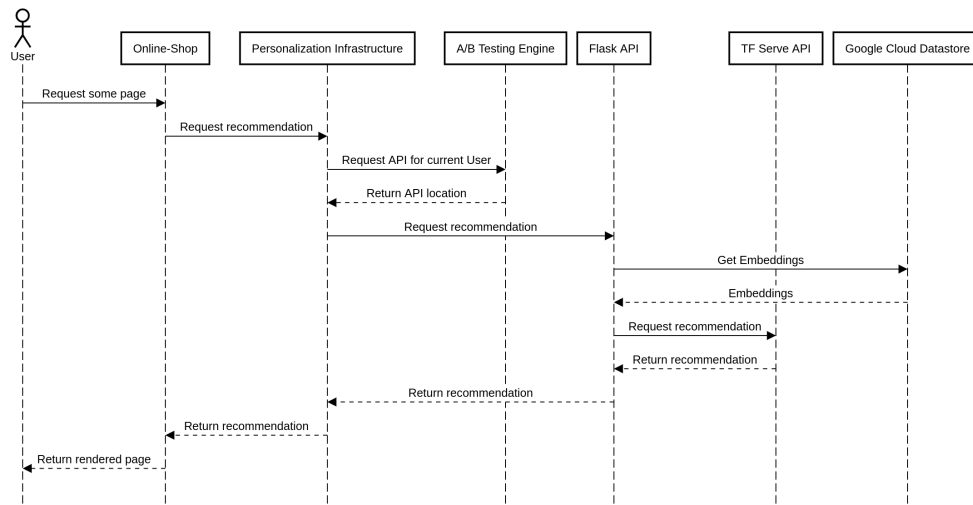 User
Online-Shop
Personalization Infrastructure
A/B Testing Engine
Flask API
TF Serve API
Google Cloud Datastore
Request some page
Request recommendation
Request API for current User
Return API location
Request recommendation
Get Embeddings
Embeddings
Request recommendation
Return recommendation
Return recommendation
Return recommendation
Return rendered page